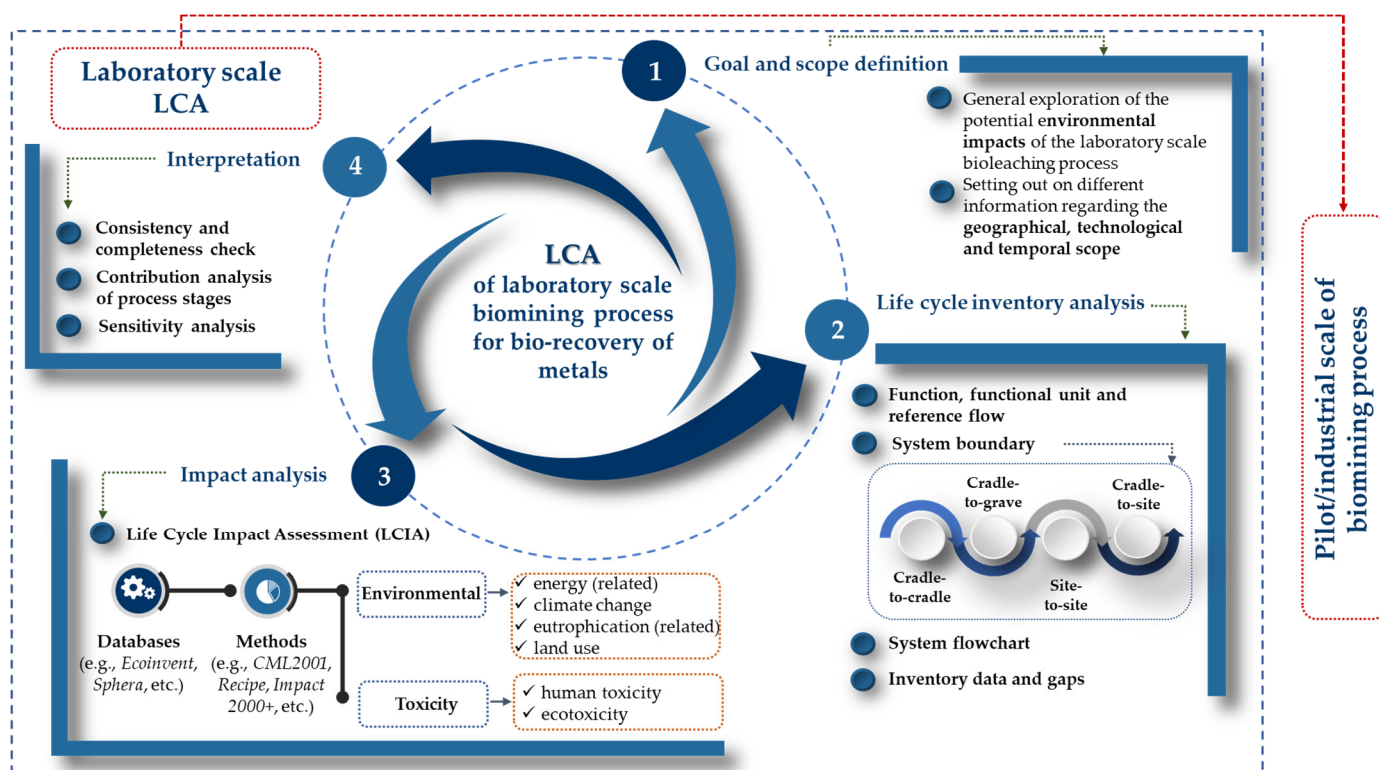 Laboratory scale
LCA
1
Goal and scope definition
General exploration of the
potential environmental
impacts of the laboratory scale
bioleaching process
Setting out on different
information regarding the
geographical, technological
and temporal scope
4
Interpretation
Consistency and
completeness check
Contribution analysis
of process stages
Sensitivity analysis
LCA
of laboratory scale
biomining process
for bio-recovery of
metals
2
Life cycle inventory analysis
Function, functional unit and
reference flow
System boundary
Cradle-
to-grave
Cradle-
to-site
Cradle-
to-cradle
Site-
to-site
System flowchart
Inventory data and gaps
3
Impact analysis
Life Cycle Impact Assessment (LCIA)
Databases
(e.g., Ecoinvent,
Sphera, etc.)
Methods
(e.g., CML2001,
Recipe, Impact
2000+, etc.)
Environmental
✓ energy (related)
✓ climate change
✓ eutrophication (related)
✓ land use
Toxicity
✓ human toxicity
✓ ecotoxicity
Pilot/industrial scale of
biomining process